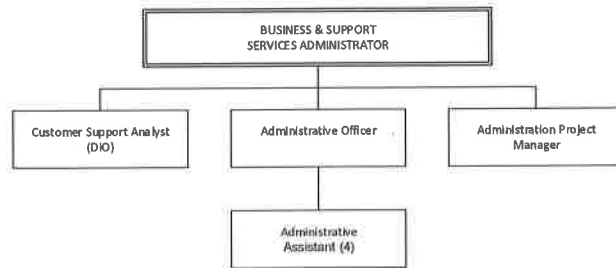 BUSINESS & SUPPORT
SERVICES ADMINISTRATOR
Customer Support Analyst
(DIO)
Administrative Officer
Administration Project
Manager
Administrative
Assistant (4)